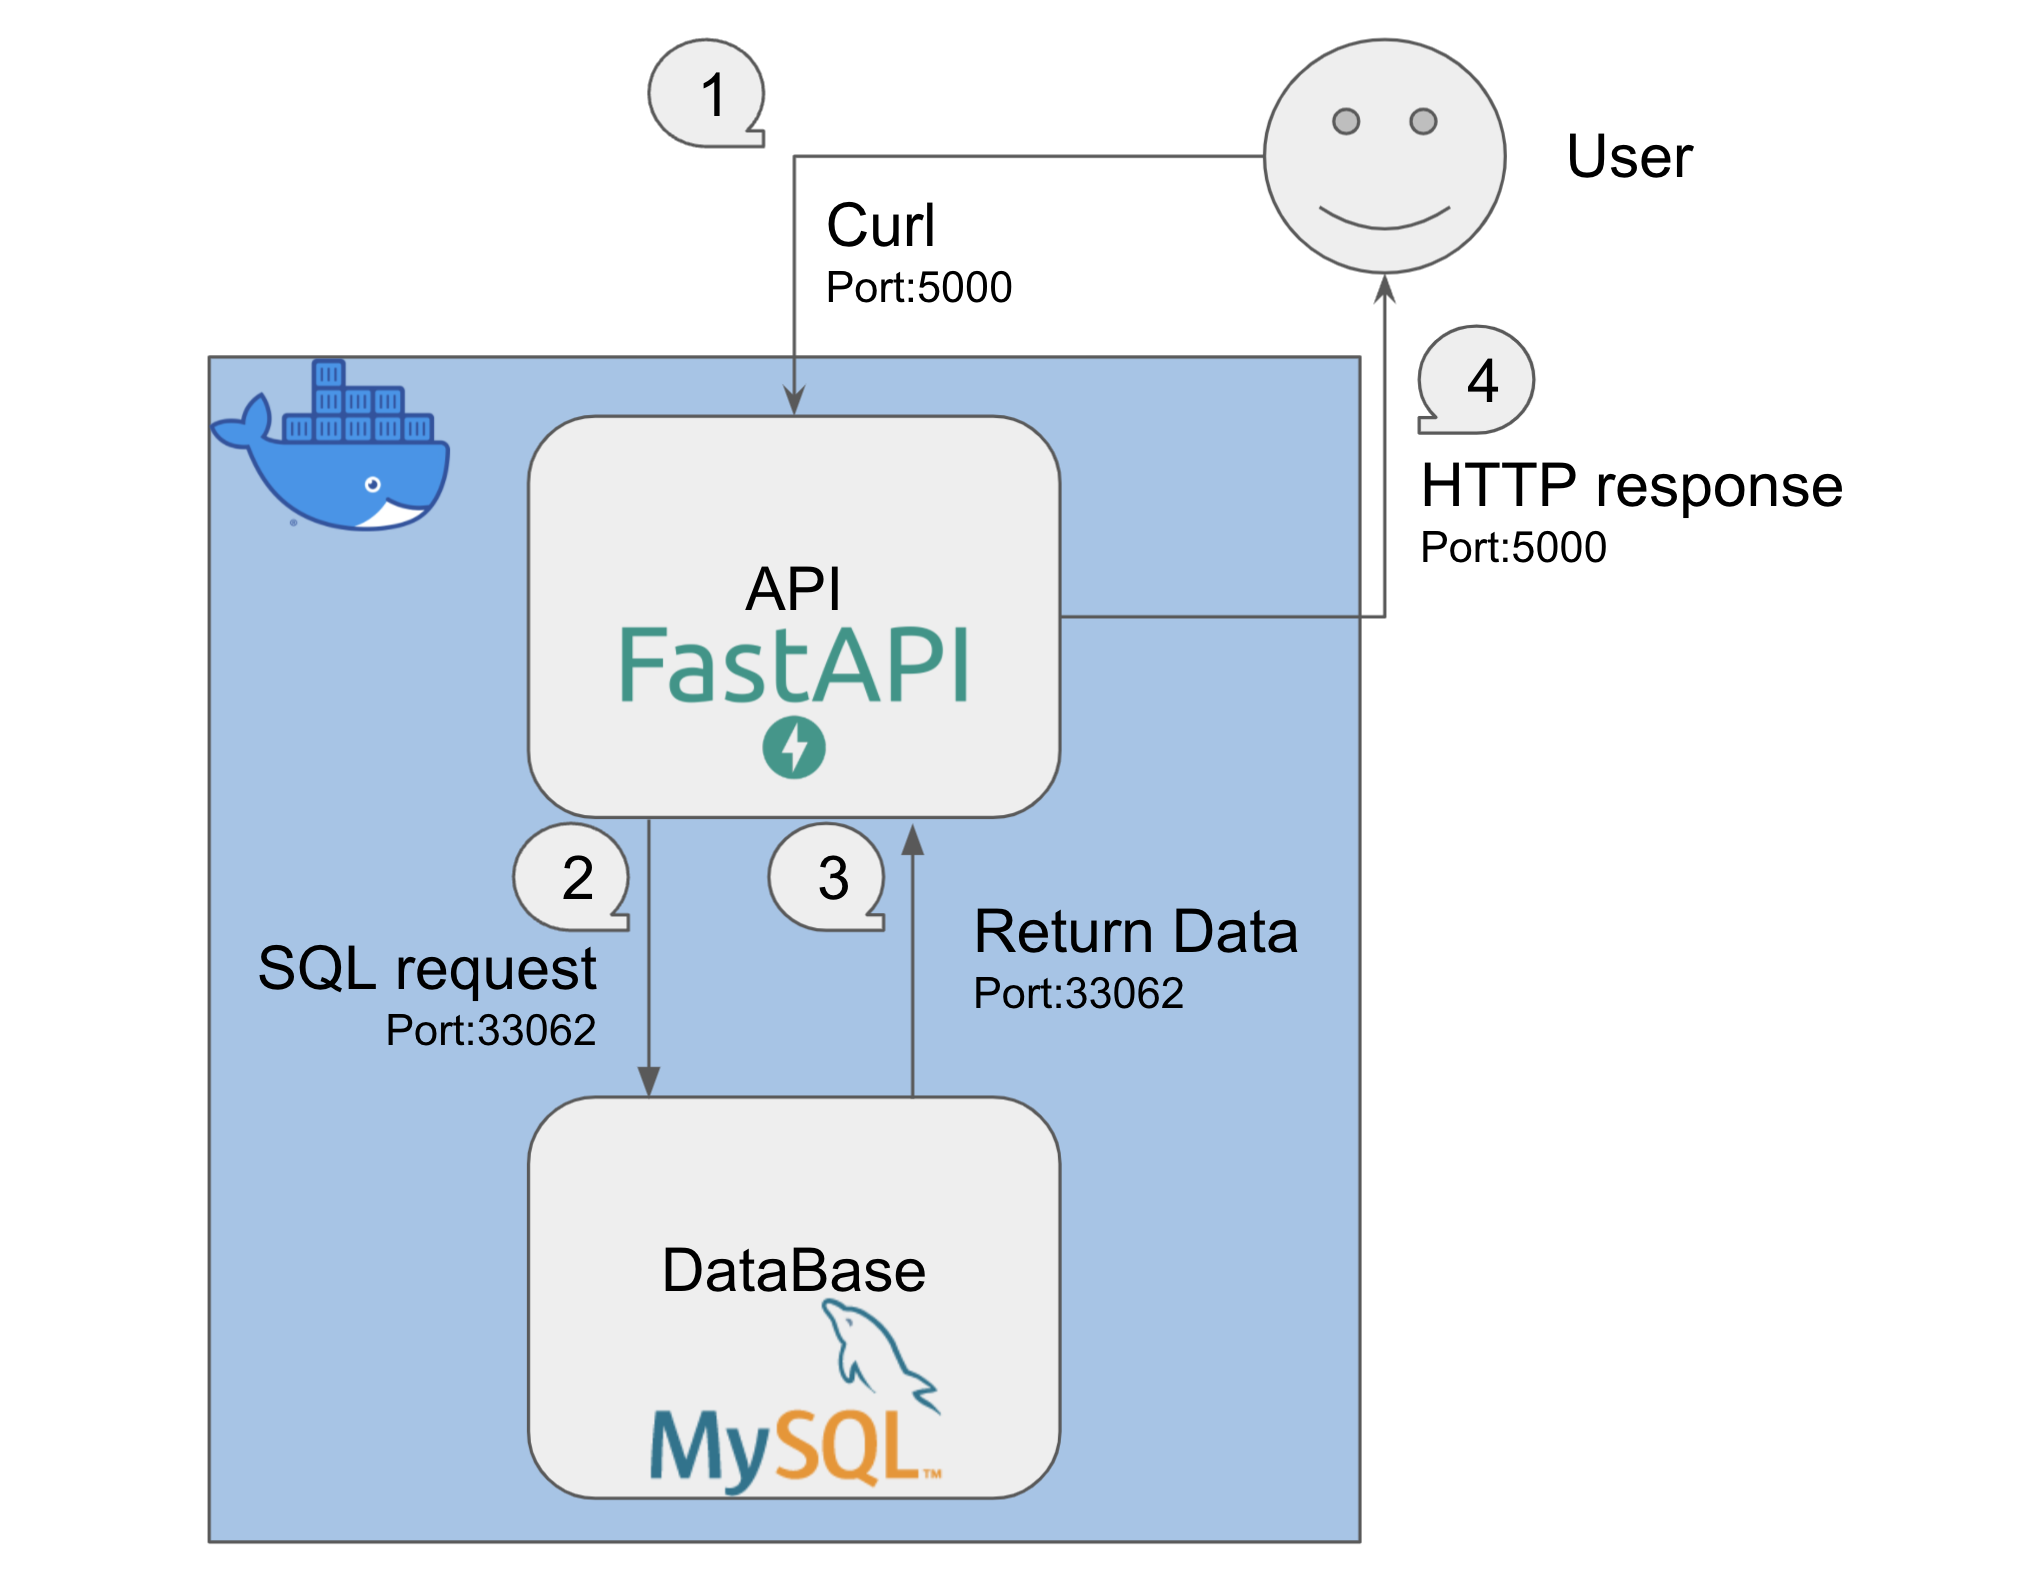 1
User
Curl
Port:5000
4
HTTP response
Port:5000
API
FastAPI
2
3
SQL request
Port:33062
Return Data
Port:33062
DataBase
MySQL™